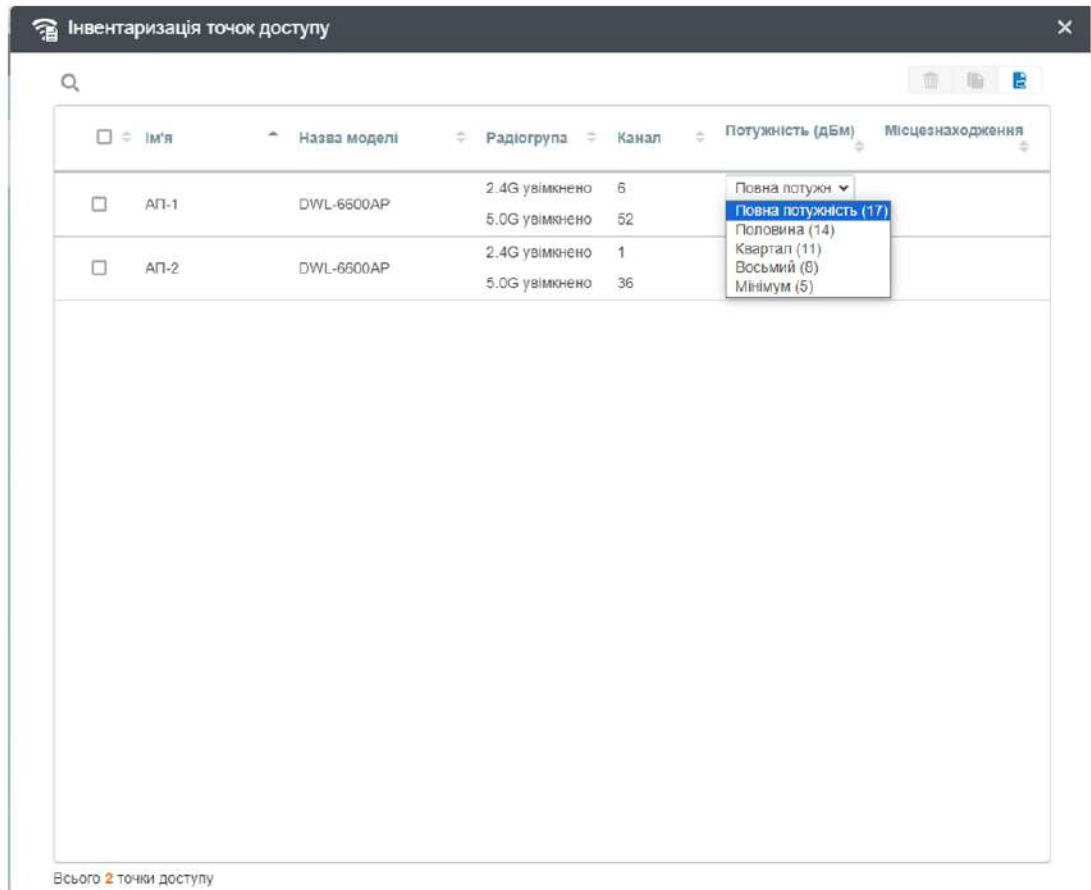 Інвентаризація точок доступу
Ім'я Назва моделі Радіогрупа Канал Потужність (дБм) Місцезнаходження
АП-1 DWL-6600AP 2.4G увімкнено 6 Повна потужн
5.0G увімкнено 52
АП-2 DWL-6600AP 2.4G увімкнено 1
5.0G увімкнено 36
Повна потужність (17)
Половина (14)
Квартал (11)
Восьмий (8)
Мінімум (5)
Всього 2 точки доступу